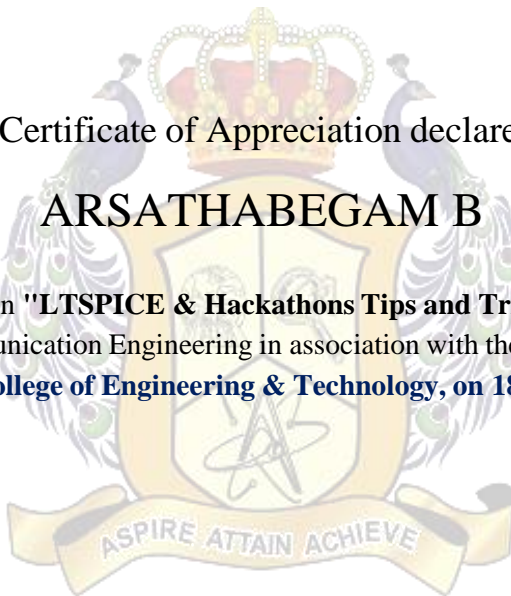 Certificate of Appreciation declare
ARSATHABEGAM B
n "LTSPICE & Hackathons Tips and Tr
unication Engineering in association with the
ollege of Engineering & Technology, on 18
ASPIRE ATTAIN ACHIEVE